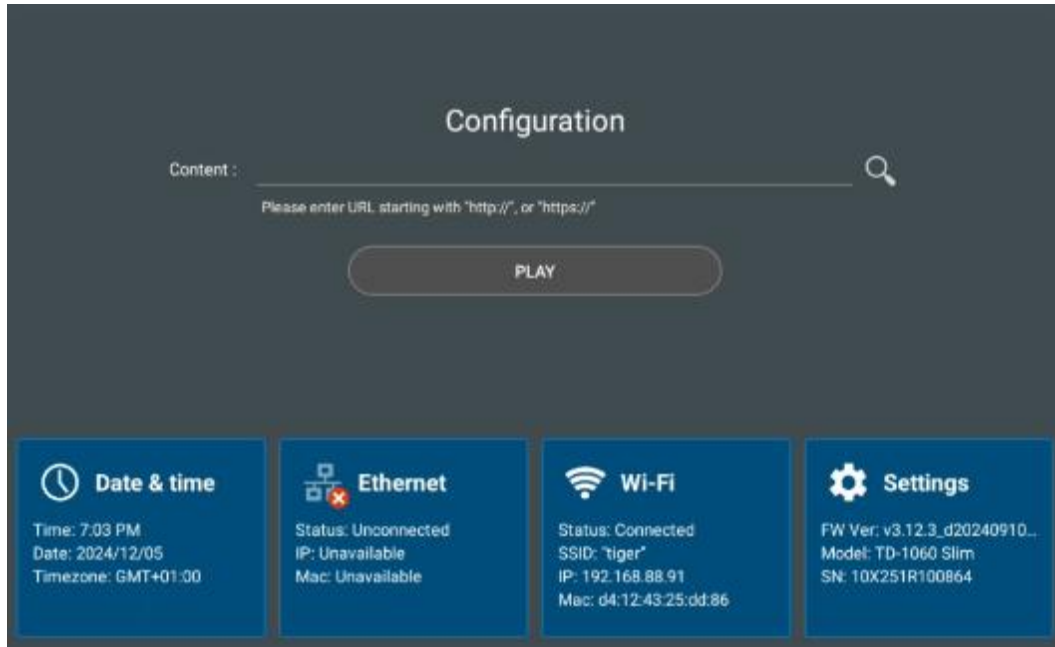 Configuration
Content :
Please enter URL starting with "http://", or "https://"
PLAY
Date & time
Time: 7:03 PM
Date: 2024/12/05
Timezone: GMT+01:00
Ethernet
Status: Unconnected
IP: Unavailable
Mac: Unavailable
Wi-Fi
Status: Connected
SSID: "tiger"
IP: 192.168.88.91
Mac: d4:12:43:25:dd:86
Settings
FW Ver: v3.12.3_d20240910...
Model: TD-1060 Slim
SN: 10X251R100864